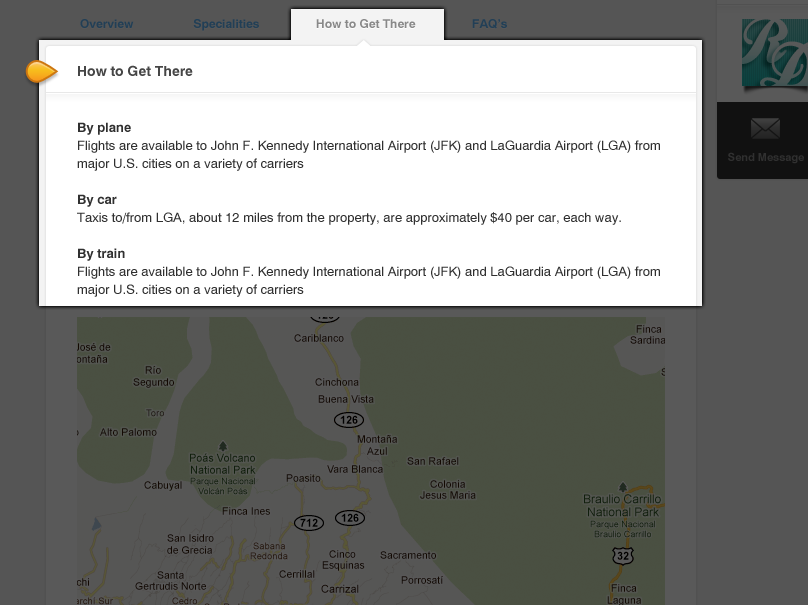 Overview
Specialities
How to Get There
FAQ's
How to Get There
By plane
Flights are available to John F. Kennedy International Airport (JFK) and LaGuardia Airport (LGA) from
major U.S. cities on a variety of carriers
By car
Taxis to/from LGA, about 12 miles from the property, are approximately $40 per car, each way.
By train
Flights are available to John F. Kennedy International Airport (JFK) and LaGuardia Airport (LGA) from
major U.S. cities on a variety of carriers
RD
Send Message
126
Cariblanco
Finca
Sardina
José de
ontaña
Río
Segundo
Cinchona
Buena Vista
Toro
126
Alto Palomo
Montaña
Azul
Poás Volcano
National Park
Parque Nacional
Volcán Poás
San Rafael
Vara Blanca
Poasito
Cabuyal
Colonia
Jesus Maria
Braulio Carrillo
National Park
Parque Nacional
Braulio Carrillo
Finca Ines
712
126
San Isidro
de Grecia
Sabana
Redonda
Cinco
Esquinas
Sacramento
32
chi
Santa
Gertrudis Norte
Cerrillal
Carrizal
Porrosatí
Finca
Laguna
archí Sur
Cedro